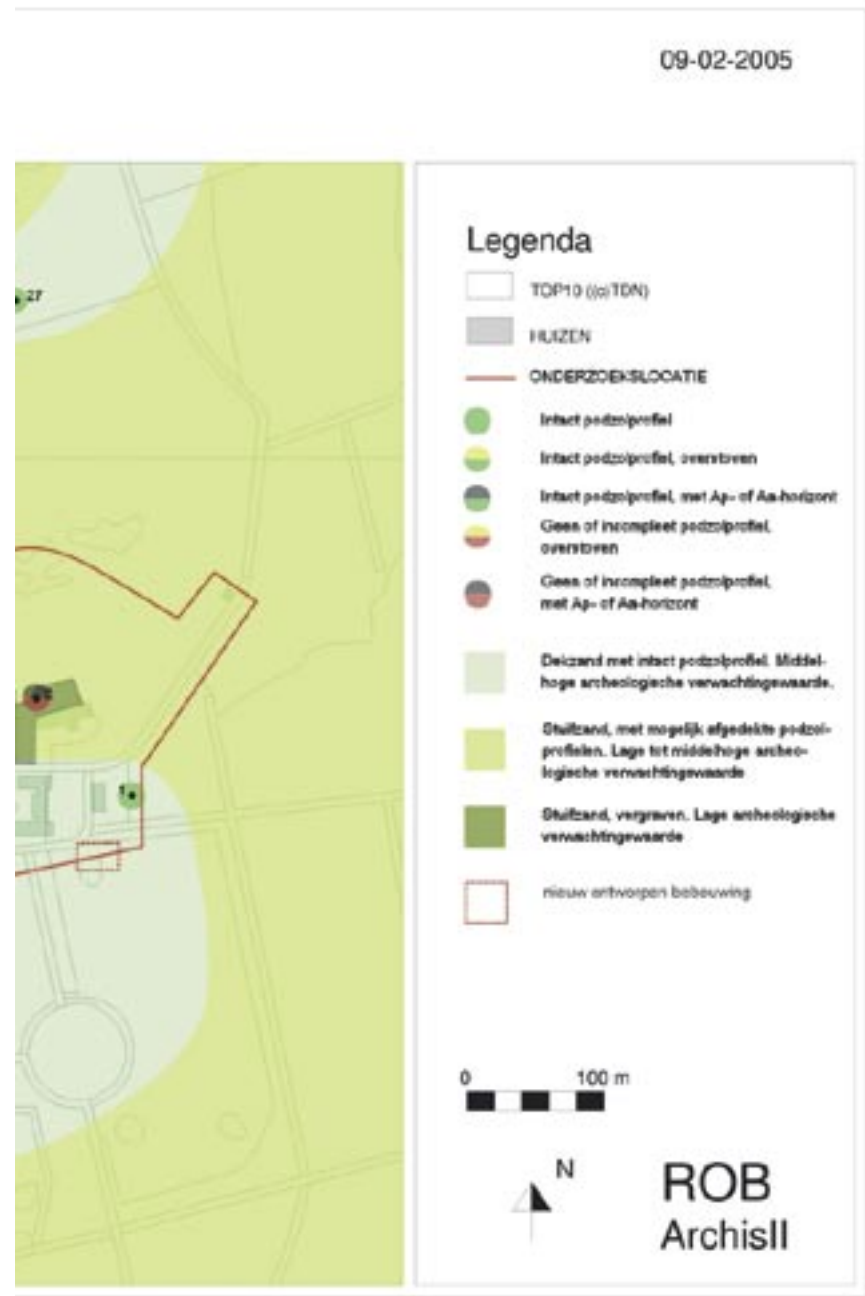 09-02-2005
27
1
Legenda
TOP10 ((c)TDN)
HUIZEN
ONDERZOEKSLOCATIE
Intact podzolprofiel
Intact podzolprofiel, overstoven
Intact podzolprofiel, met Ap- of Aa-horizont
Geen of incompleet podzolprofiel,
overstoven
Geen of incompleet podzolprofiel,
met Ap- of Aa-horizont
Dekzand met intact podzolprofiel. Middel-
hoge archeologische verwachtingswaarde.
Stuifzand, met mogelijk afgedekte podzol-
profielen. Lage tot middelhoge archeo-
logische verwachtingswaarde
Stuifzand, vergraven. Lage archeologische
verwachtingswaarde
nieuw ontworpen bebouwing
0 100 m
N
ROB
ArchisII